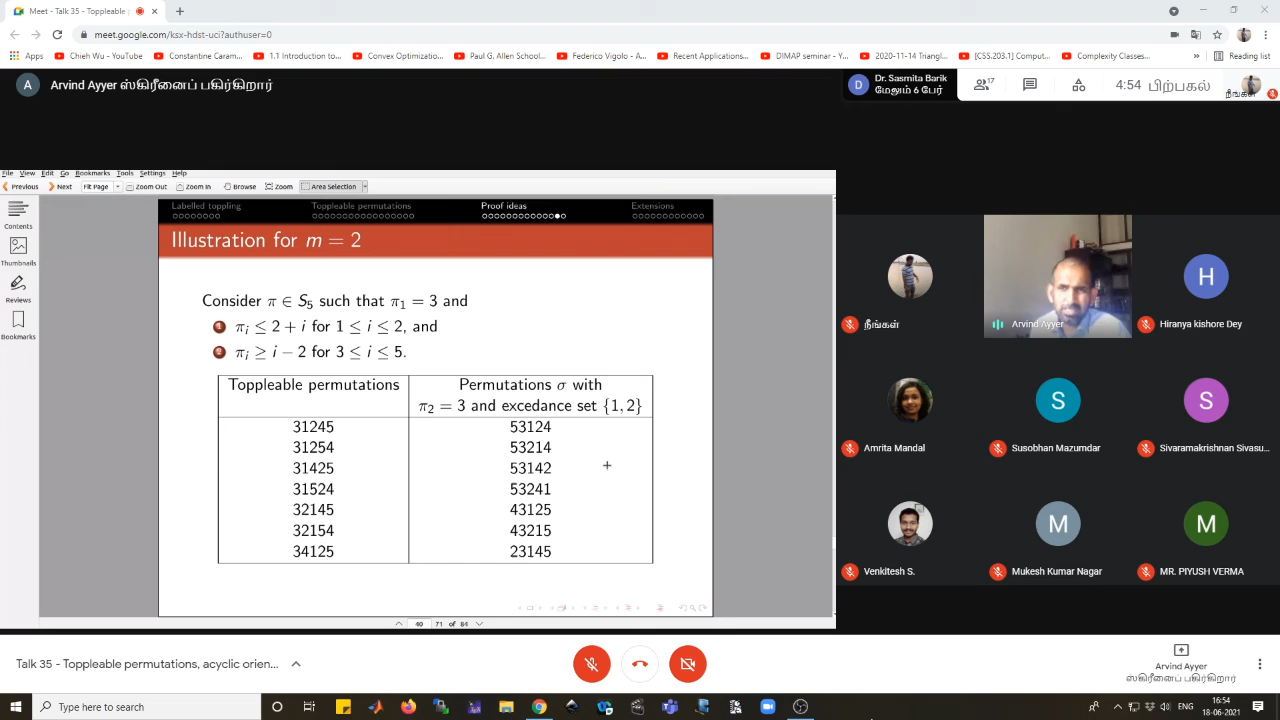 Meet - Talk 35 - Toppleable
meet.google.com/ksx-hdst-uci?authuser=0
Apps Chieh Wu - YouTube Constantine Caram... 1.1 Introduction to... Convex Optimizatio... Paul G. Allen School... Federico Vigolo - A... Recent Applications... DIMAP seminar - Y... 2020-11-14 Triangl... [CSS.203.1] Comput... Complexity Classes... » Reading list
A Arvind Ayyer ஸ்கிரீனைப் பகிர்கிறார்
D Dr. Sasmita Barik
மேலும் 6 பேர்
17
4:54 பிற்பகல்
நீங்கள்
File View Edit Go Bookmarks Tools Settings Help
Previous Next Fit Page Zoom Out Zoom In Browse Zoom Area Selection
Contents
Thumbnails
Reviews
Bookmarks
Labelled toppling Toppleable permutations Proof ideas Extensions
Illustration for m = 2
Consider π ∈ S₅ such that π₁ = 3 and
1 πᵢ ≤ 2 + i for 1 ≤ i ≤ 2, and
2 πᵢ ≥ i − 2 for 3 ≤ i ≤ 5.
Toppleable permutations Permutations σ with
π₂ = 3 and excedance set {1, 2}
31245 53124
31254 53214
31425 53142
31524 53241
32145 43125
32154 43215
34125 23145
40 71 of 84
நீங்கள்
Arvind Ayyer
H
Hiranya kishore Dey
Amrita Mandal
S
Susobhan Mazumdar
S
Sivaramakrishnan Sivasu...
Venkitesh S.
M
Mukesh Kumar Nagar
M
MR. PIYUSH VERMA
Talk 35 - Toppleable permutations, acyclic orien...
Arvind Ayyer
ஸ்கிரீனைப் பகிர்கிறார்
Type here to search
ENG
16:54
18-06-2021